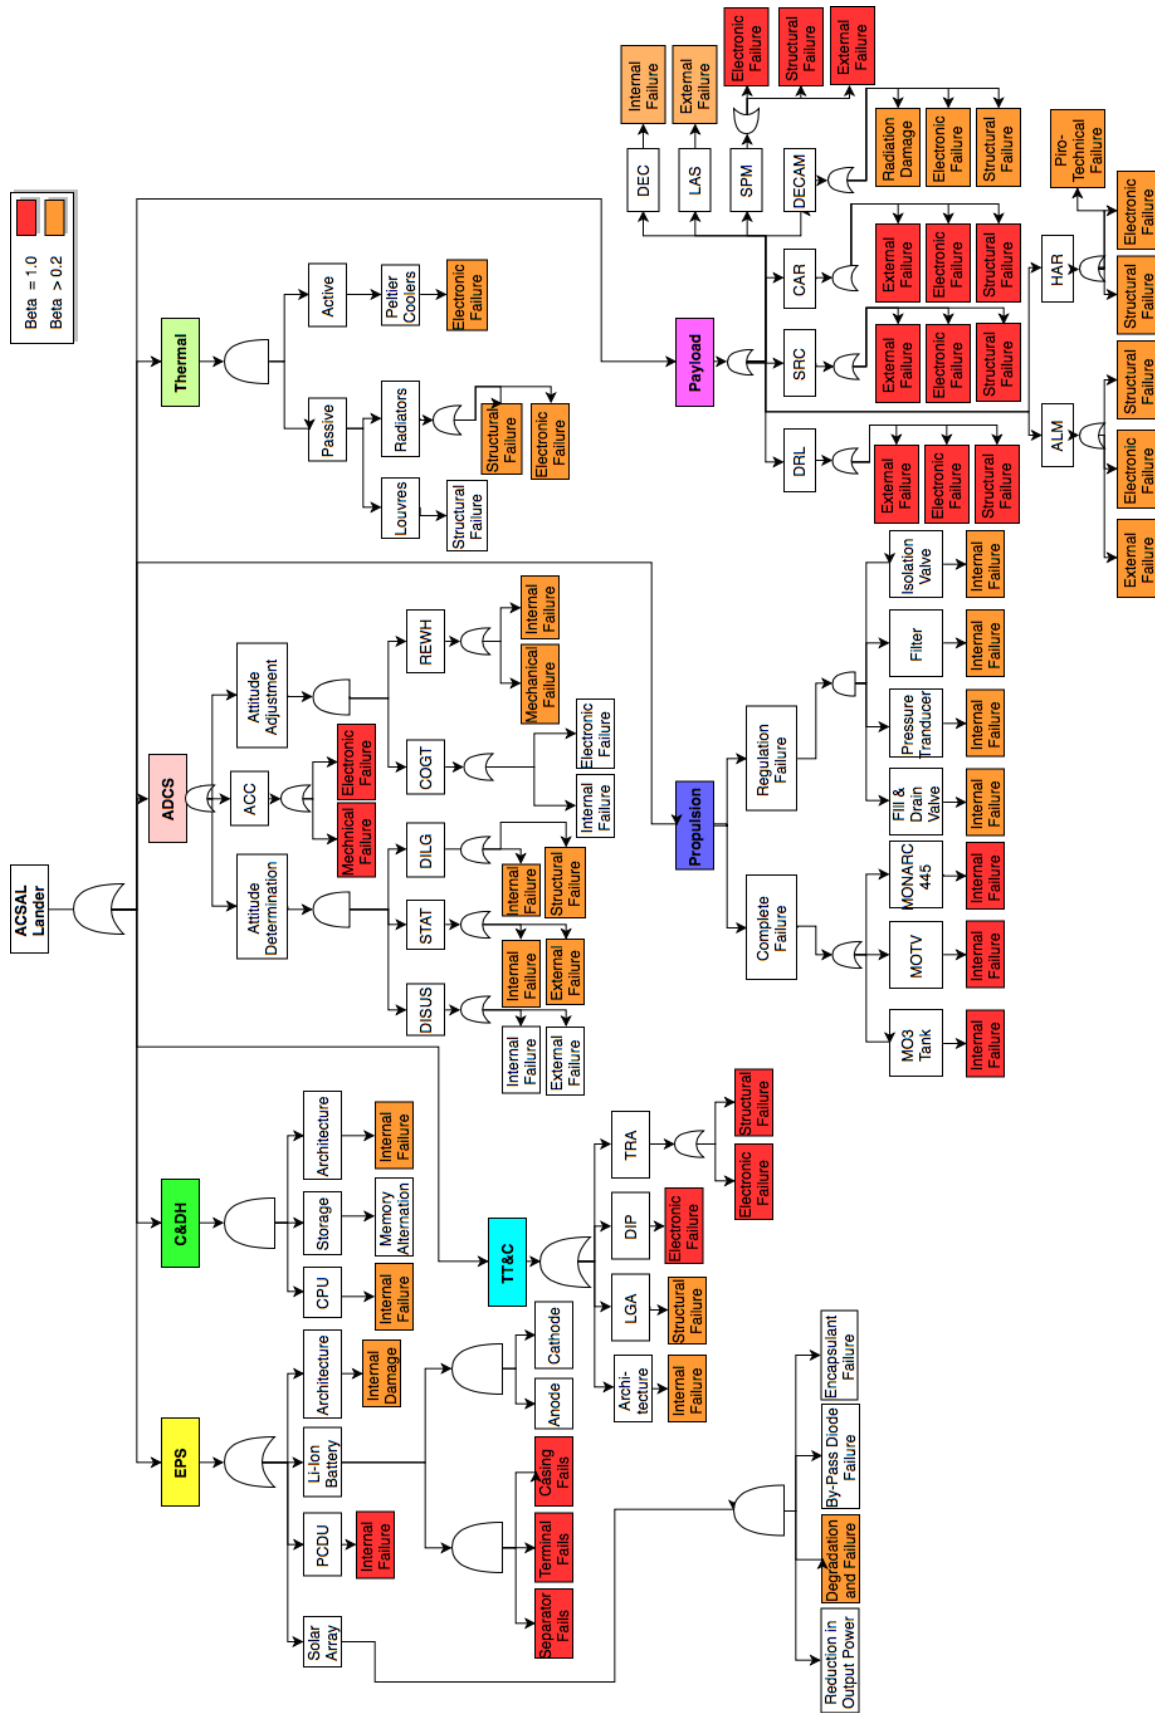 ACSAL
Lander
Beta = 1.0
Beta > 0.2
EPS
C&DH
ADCS
Thermal
Solar
Array
PCDU
Li-Ion
Battery
Architecture
CPU
Storage
Architecture
Attitude
Determination
ACC
Attitude
Adjustment
Passive
Active
Internal
Failure
Internal
Damage
Internal
Failure
Memory
Alternation
Internal
Failure
Mechnical
Failure
Electronic
Failure
Louvres
Radiators
Peltier
Coolers
DISUS
STAT
DILG
COGT
REWH
Structural
Failure
Structural
Failure
Electronic
Failure
Electronic
Failure
Separator
Fails
Terminal
Fails
Casing
Fails
Anode
Cathode
Internal
Failure
External
Failure
Internal
Failure
External
Failure
Internal
Failure
Structural
Failure
Internal
Failure
Electronic
Failure
Mechanical
Failure
Internal
Failure
TT&C
Archi-
tecture
LGA
DIP
TRA
Internal
Failure
Structural
Failure
Electronic
Failure
Electronic
Failure
Structural
Failure
Reduction in
Output Power
Degradation
and Failure
By-Pass Diode
Failure
Encapsulant
Failure
Propulsion
Complete
Failure
Regulation
Failure
MO3
Tank
MOTV
MONARC
445
Fill &
Drain
Valve
Pressure
Tranducer
Filter
Isolation
Valve
Internal
Failure
Internal
Failure
Internal
Failure
Internal
Failure
Internal
Failure
Internal
Failure
Internal
Failure
Payload
DEC
Internal
Failure
LAS
External
Failure
SPM
Electronic
Failure
Structural
Failure
External
Failure
DECAM
Radiation
Damage
Electronic
Failure
Structural
Failure
DRL
External
Failure
Electronic
Failure
Structural
Failure
SRC
External
Failure
Electronic
Failure
Structural
Failure
CAR
External
Failure
Electronic
Failure
Structural
Failure
ALM
External
Failure
Electronic
Failure
Structural
Failure
HAR
Piro-
Technical
Failure
Structural
Failure
Electronic
Failure